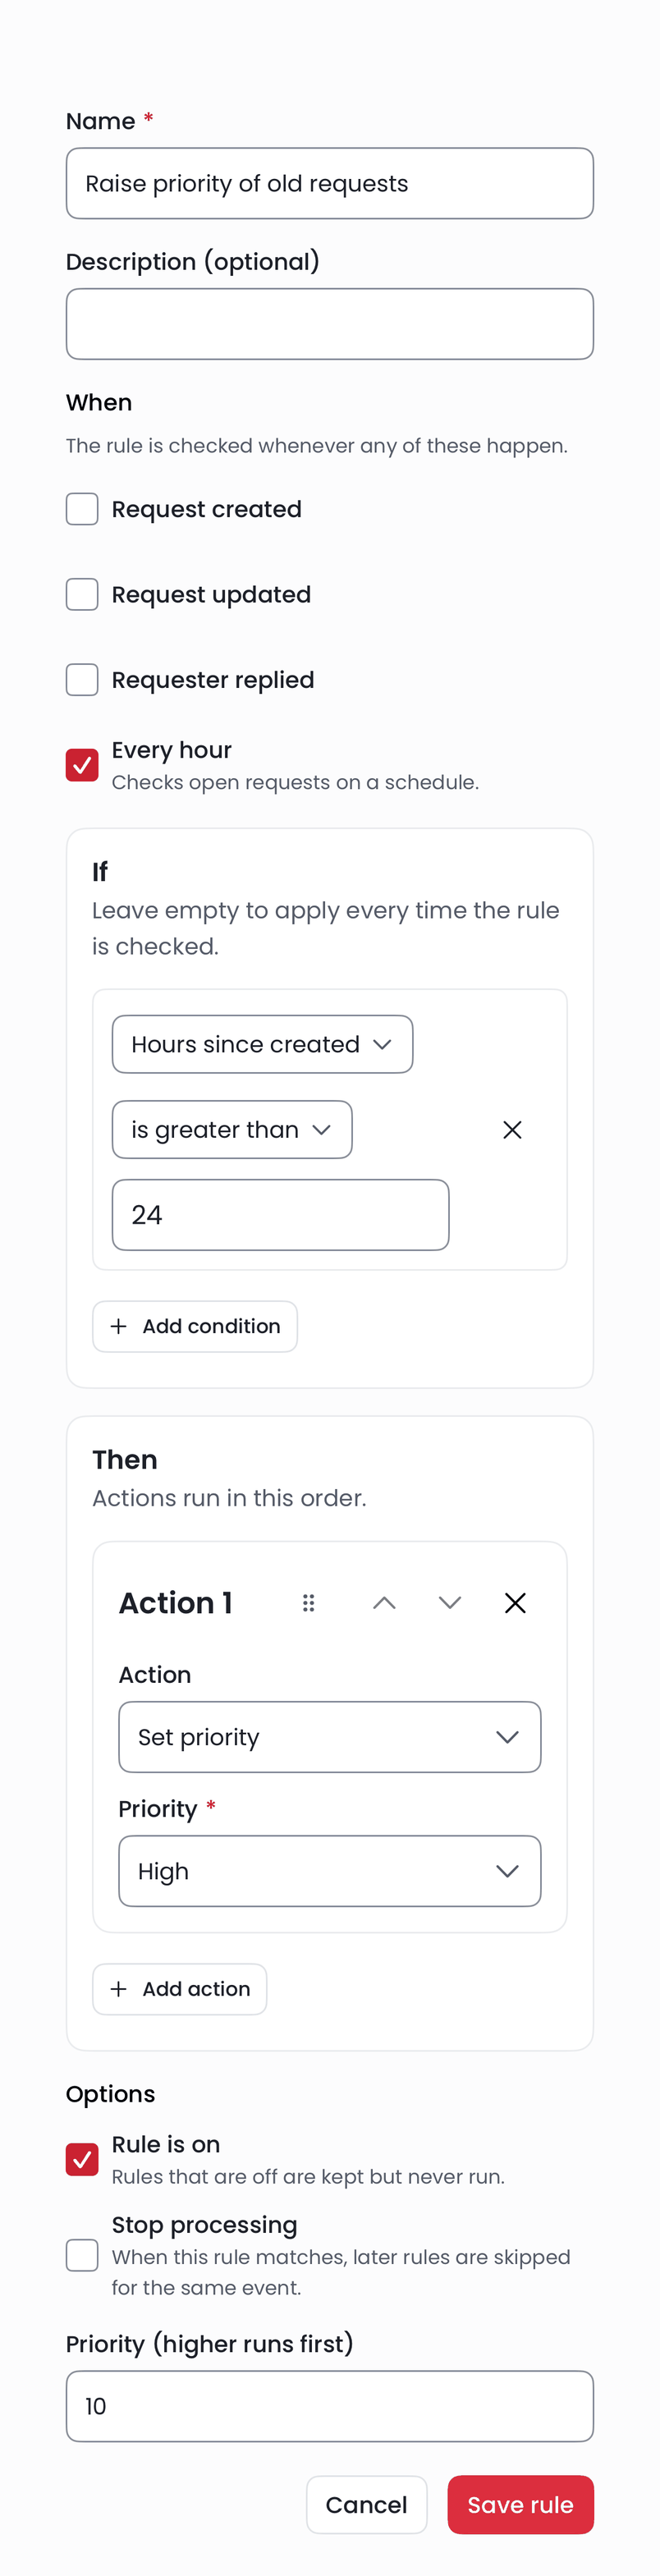 Name *
Raise priority of old requests
Description (optional)
When
The rule is checked whenever any of these happen.
Request created
Request updated
Requester replied
Every hour
Checks open requests on a schedule.
If
Leave empty to apply every time the rule
is checked.
Hours since created
is greater than
24
Add condition
Then
Actions run in this order.
Action 1
Action
Set priority
Priority *
High
Add action
Options
Rule is on
Rules that are off are kept but never run.
Stop processing
When this rule matches, later rules are skipped
for the same event.
Priority (higher runs first)
10
Cancel
Save rule